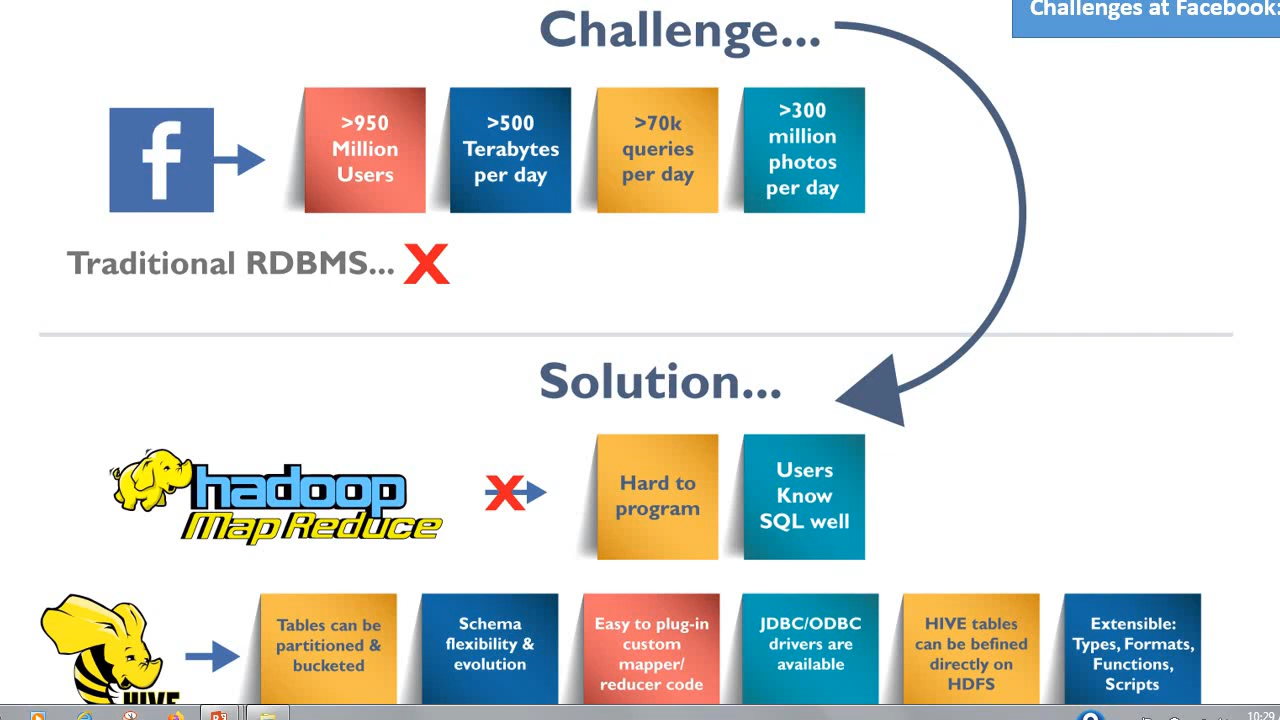 Challenges at Facebook:
Challenge...
f
>950
Million
Users
>500
Terabytes
per day
>70k
queries
per day
>300
million
photos
per day
Traditional RDBMS... X
Solution...
hadoop
Map Reduce
X
Hard to
program
Users
Know
SQL well
HIVE
Tables can be
partitioned &
bucketed
Schema
flexibility &
evolution
Easy to plug-in
custom
mapper/
reducer code
JDBC/ODBC
drivers are
available
HIVE tables
can be befined
directly on
HDFS
Extensible:
Types, Formats,
Functions,
Scripts
10:29